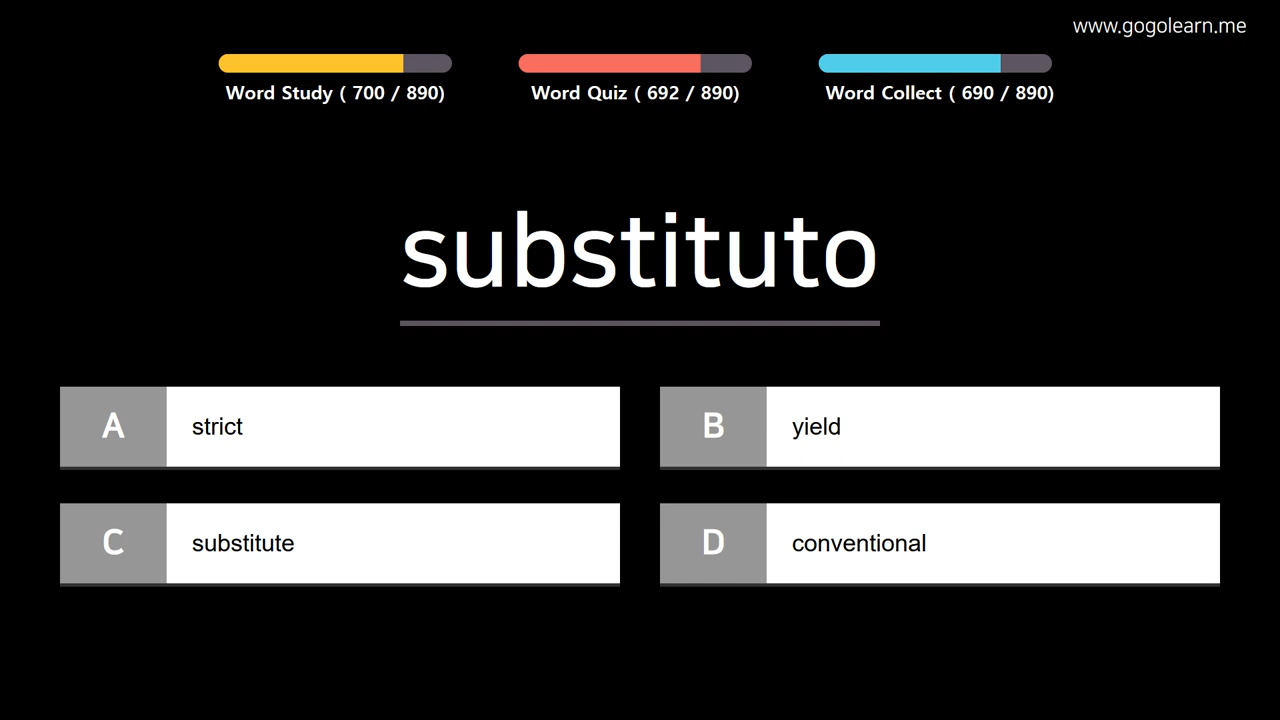 www.gogolearn.me
Word Study ( 700 / 890)
Word Quiz ( 692 / 890)
Word Collect ( 690 / 890)
substituto
A strict
B yield
C substitute
D conventional